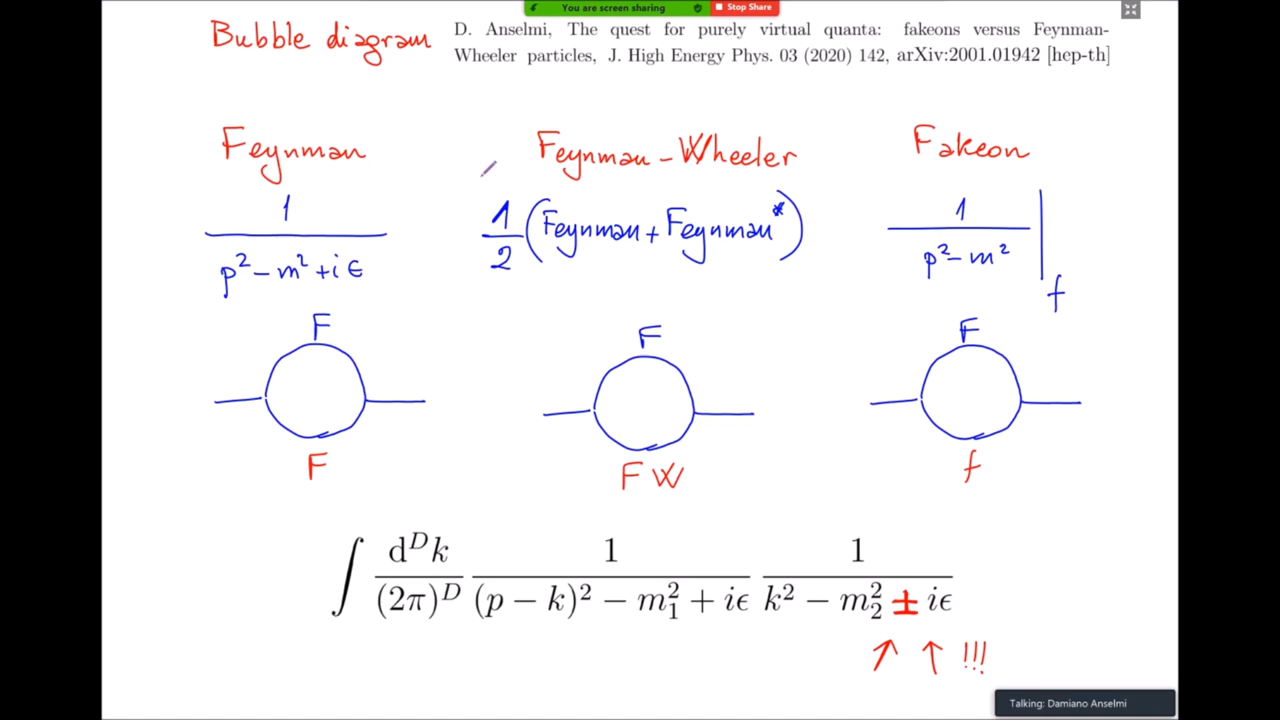 You are screen sharing Stop Share
Bubble diagram
D. Anselmi, The quest for purely virtual quanta: fakeons versus Feynman-
Wheeler particles, J. High Energy Phys. 03 (2020) 142, arXiv:2001.01942 [hep-th]
Feynman Feynman - Wheeler Fakeon
1/(p² - m² + iϵ) 1/2 (Feynman + Feynman*) 1/(p² - m²) |f
F F F
F FW f
∫ d^D k/(2π)^D 1/((p − k)² − m₁² + iϵ) 1/(k² − m₂² ± iϵ)
↗ ↑ !!!
Talking: Damiano Anselmi